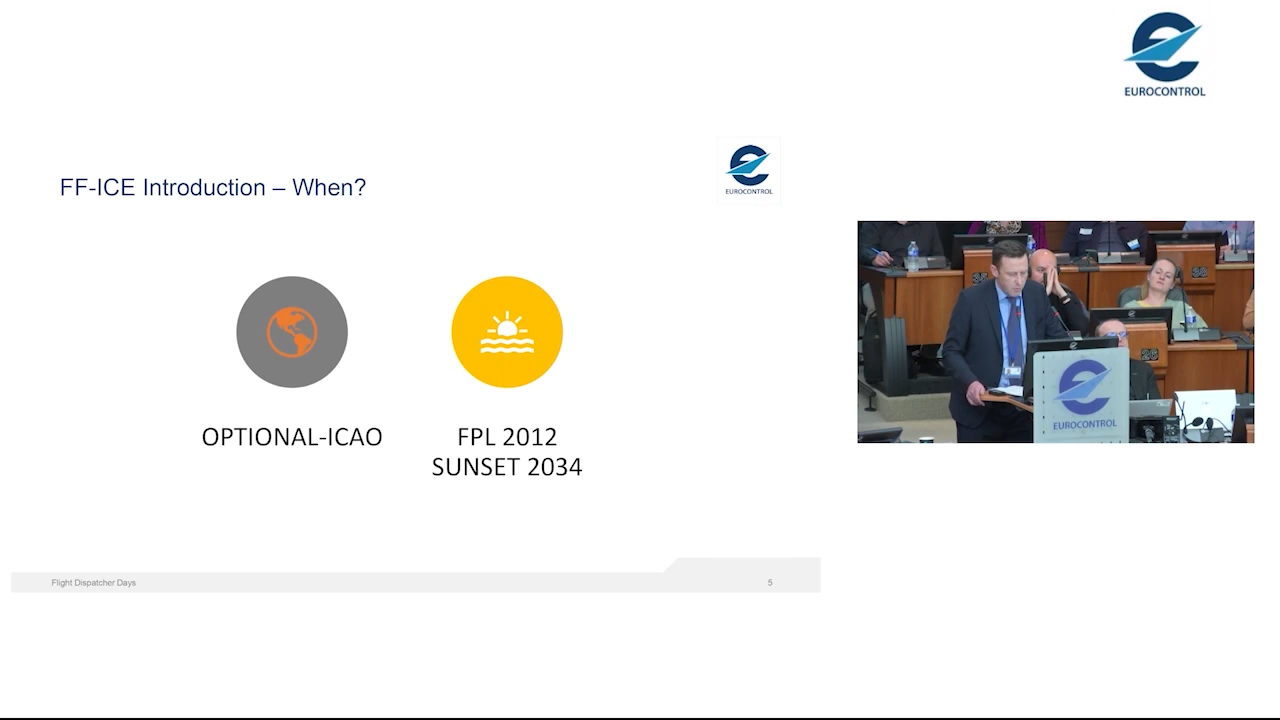 EUROCONTROL
EUROCONTROL
FF-ICE Introduction – When?
OPTIONAL-ICAO
FPL 2012
SUNSET 2034
Flight Dispatcher Days
5
EUROCONTROL